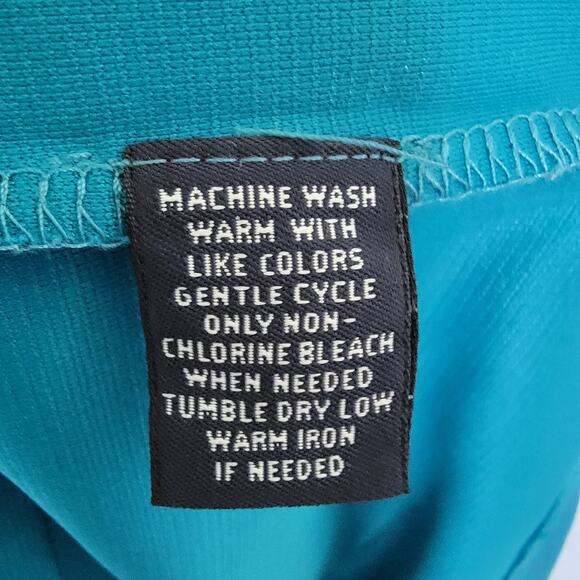 MACHINE WASH
WARM WITH
LIKE COLORS
GENTLE CYCLE
ONLY NON-
CHLORINE BLEACH
WHEN NEEDED
TUMBLE DRY LOW
WARM IRON
IF NEEDED